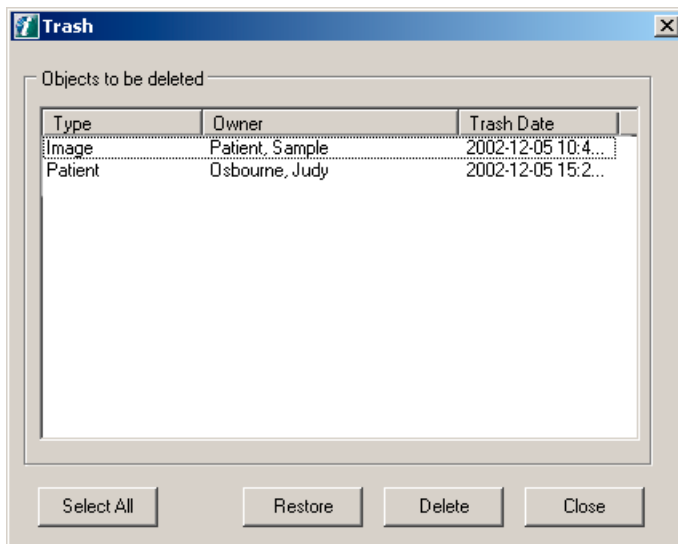 Trash
Objects to be deleted
Type Owner Trash Date
Image Patient, Sample 2002-12-05 10:4...
Patient Osbourne, Judy 2002-12-05 15:2...
Select All Restore Delete Close